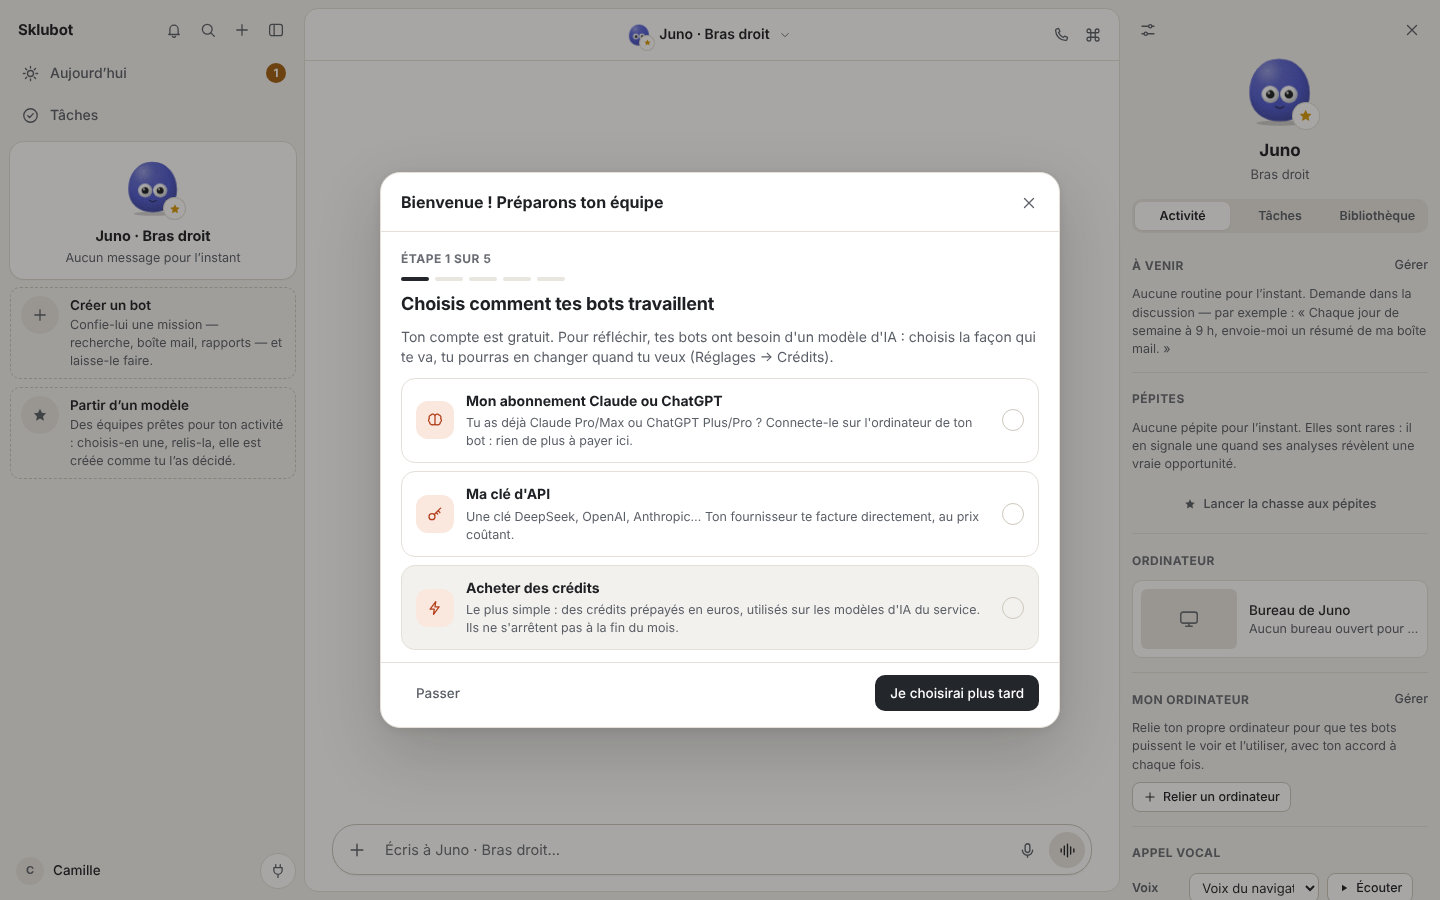 Sklubot
Aujourd’hui
1
Tâches
Juno · Bras droit
Aucun message pour l’instant
Créer un bot
Confie-lui une mission —
recherche, boîte mail, rapports — et
laisse-le faire.
Partir d’un modèle
Des équipes prêtes pour ton activité
: choisis-en une, relis-la, elle est
créée comme tu l’as décidé.
C
Camille
Juno · Bras droit
Bienvenue ! Préparons ton équipe
ÉTAPE 1 SUR 5
Choisis comment tes bots travaillent
Ton compte est gratuit. Pour réfléchir, tes bots ont besoin d'un modèle d'IA : choisis la façon qui
te va, tu pourras en changer quand tu veux (Réglages → Crédits).
Mon abonnement Claude ou ChatGPT
Tu as déjà Claude Pro/Max ou ChatGPT Plus/Pro ? Connecte-le sur l'ordinateur de ton
bot : rien de plus à payer ici.
Ma clé d'API
Une clé DeepSeek, OpenAI, Anthropic… Ton fournisseur te facture directement, au prix
coûtant.
Acheter des crédits
Le plus simple : des crédits prépayés en euros, utilisés sur les modèles d'IA du service.
Ils ne s'arrêtent pas à la fin du mois.
Passer
Je choisirai plus tard
Écris à Juno · Bras droit…
Juno
Bras droit
Activité
Tâches
Bibliothèque
À VENIR
Gérer
Aucune routine pour l’instant. Demande dans la
discussion — par exemple : « Chaque jour de
semaine à 9 h, envoie-moi un résumé de ma boîte
mail. »
PÉPITES
Aucune pépite pour l’instant. Elles sont rares : il
en signale une quand ses analyses révèlent une
vraie opportunité.
Lancer la chasse aux pépites
ORDINATEUR
Bureau de Juno
Aucun bureau ouvert pour …
MON ORDINATEUR
Gérer
Relie ton propre ordinateur pour que tes bots
puissent le voir et l’utiliser, avec ton accord à
chaque fois.
Relier un ordinateur
APPEL VOCAL
Voix
Voix du navigat
Écouter